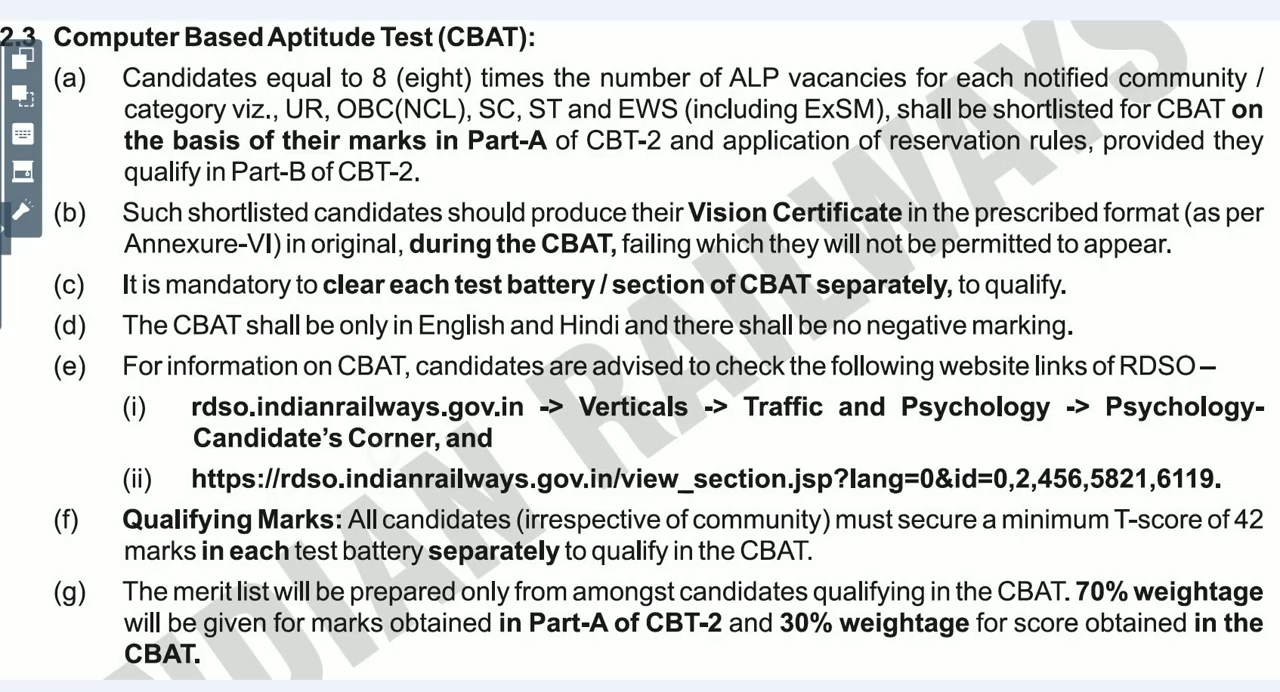 2.3 Computer Based Aptitude Test (CBAT):
(a) Candidates equal to 8 (eight) times the number of ALP vacancies for each notified community /
category viz., UR, OBC(NCL), SC, ST and EWS (including ExSM), shall be shortlisted for CBAT on
the basis of their marks in Part-A of CBT-2 and application of reservation rules, provided they
qualify in Part-B of CBT-2.
(b) Such shortlisted candidates should produce their Vision Certificate in the prescribed format (as per
Annexure-VI) in original, during the CBAT, failing which they will not be permitted to appear.
(c) It is mandatory to clear each test battery / section of CBAT separately, to qualify.
(d) The CBAT shall be only in English and Hindi and there shall be no negative marking.
(e) For information on CBAT, candidates are advised to check the following website links of RDSO –
(i) rdso.indianrailways.gov.in -> Verticals -> Traffic and Psychology -> Psychology-
Candidate's Corner, and
(ii) https://rdso.indianrailways.gov.in/view_section.jsp?lang=0&id=0,2,456,5821,6119.
(f) Qualifying Marks: All candidates (irrespective of community) must secure a minimum T-score of 42
marks in each test battery separately to qualify in the CBAT.
(g) The merit list will be prepared only from amongst candidates qualifying in the CBAT. 70% weightage
will be given for marks obtained in Part-A of CBT-2 and 30% weightage for score obtained in the
CBAT.
INDIAN RAILWAYS